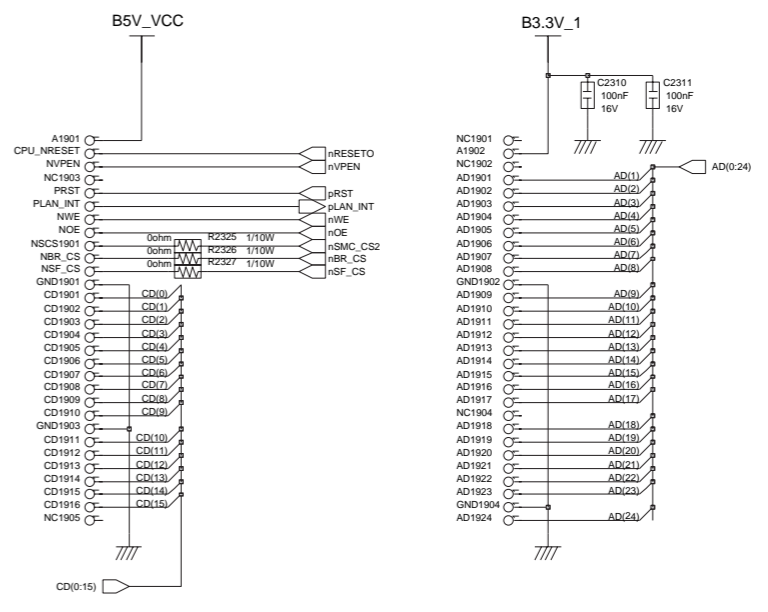 B5V_VCC
A1901
CPU_NRESET nRESETO
NVPEN nVPEN
NC1903
PRST pRST
PLAN_INT pLAN_INT
NWE nWE
NOE nOE
NSCS1901 0ohm R2325 1/10W nSMC_CS2
NBR_CS 0ohm R2326 1/10W nBR_CS
NSF_CS 0ohm R2327 1/10W nSF_CS
GND1901
CD1901 CD(0)
CD1902 CD(1)
CD1903 CD(2)
CD1904 CD(3)
CD1905 CD(4)
CD1906 CD(5)
CD1907 CD(6)
CD1908 CD(7)
CD1909 CD(8)
CD1910 CD(9)
GND1903
CD1911 CD(10)
CD1912 CD(11)
CD1913 CD(12)
CD1914 CD(13)
CD1915 CD(14)
CD1916 CD(15)
NC1905
CD(0:15)
B3.3V_1
C2310 C2311
100nF 100nF
16V 16V
NC1901
A1902
NC1902 AD(0:24)
AD1901 AD(1)
AD1902 AD(2)
AD1903 AD(3)
AD1904 AD(4)
AD1905 AD(5)
AD1906 AD(6)
AD1907 AD(7)
AD1908 AD(8)
GND1902
AD1909 AD(9)
AD1910 AD(10)
AD1911 AD(11)
AD1912 AD(12)
AD1913 AD(13)
AD1914 AD(14)
AD1915 AD(15)
AD1916 AD(16)
AD1917 AD(17)
NC1904
AD1918 AD(18)
AD1919 AD(19)
AD1920 AD(20)
AD1921 AD(21)
AD1922 AD(22)
AD1923 AD(23)
GND1904
AD1924 AD(24)